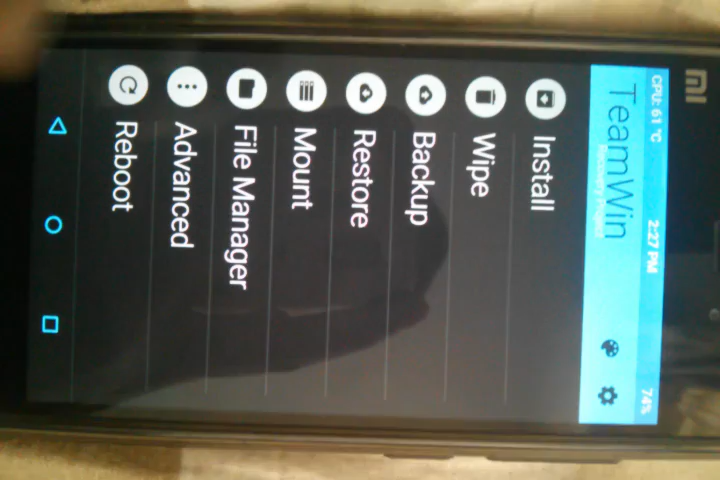 mi
CPU: 61 °C 2:27 PM 74%
TeamWin
Recovery Project
Install
Wipe
Backup
Restore
Mount
File Manager
Advanced
Reboot